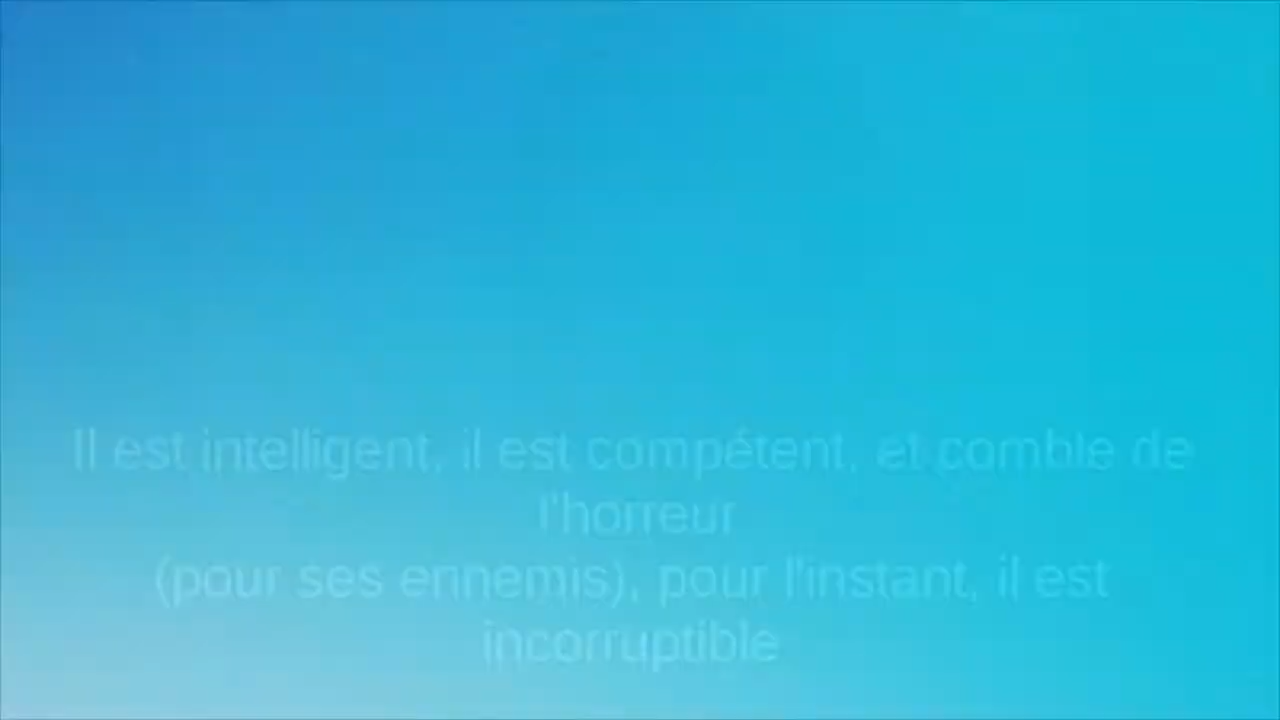 Il est intelligent, il est compétent, et comble de
l'horreur
(pour ses ennemis), pour l'instant, il est
incorruptible